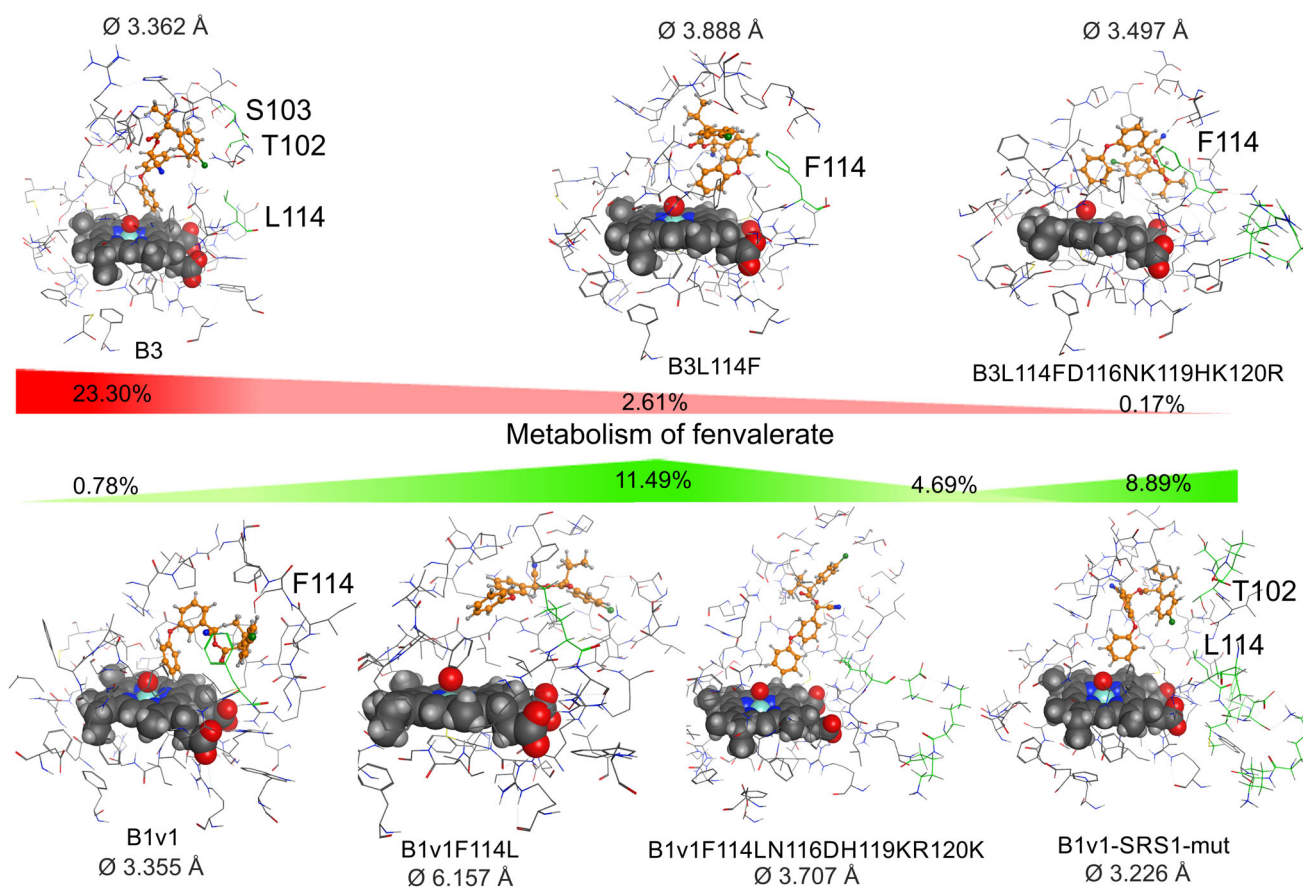 Ø 3.362 Å
Ø 3.888 Å
Ø 3.497 Å
S103
T102
L114
F114
F114
B3
B3L114F
B3L114FD116NK119HK120R
23.30%
2.61%
0.17%
Metabolism of fenvalerate
0.78%
11.49%
4.69%
8.89%
F114
T102
L114
B1v1
B1v1F114L
B1v1F114LN116DH119KR120K
B1v1-SRS1-mut
Ø 3.355 Å
Ø 6.157 Å
Ø 3.707 Å
Ø 3.226 Å